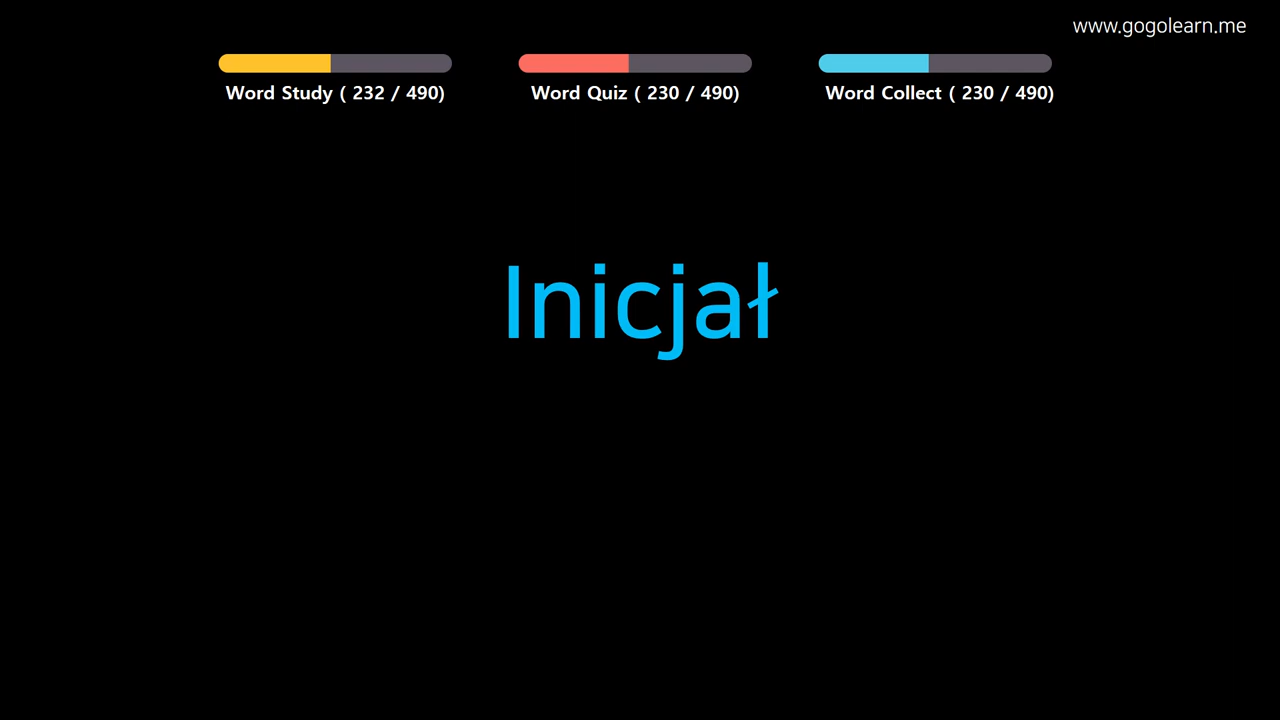 www.gogolearn.me
Word Study ( 232 / 490)
Word Quiz ( 230 / 490)
Word Collect ( 230 / 490)
Inicjał